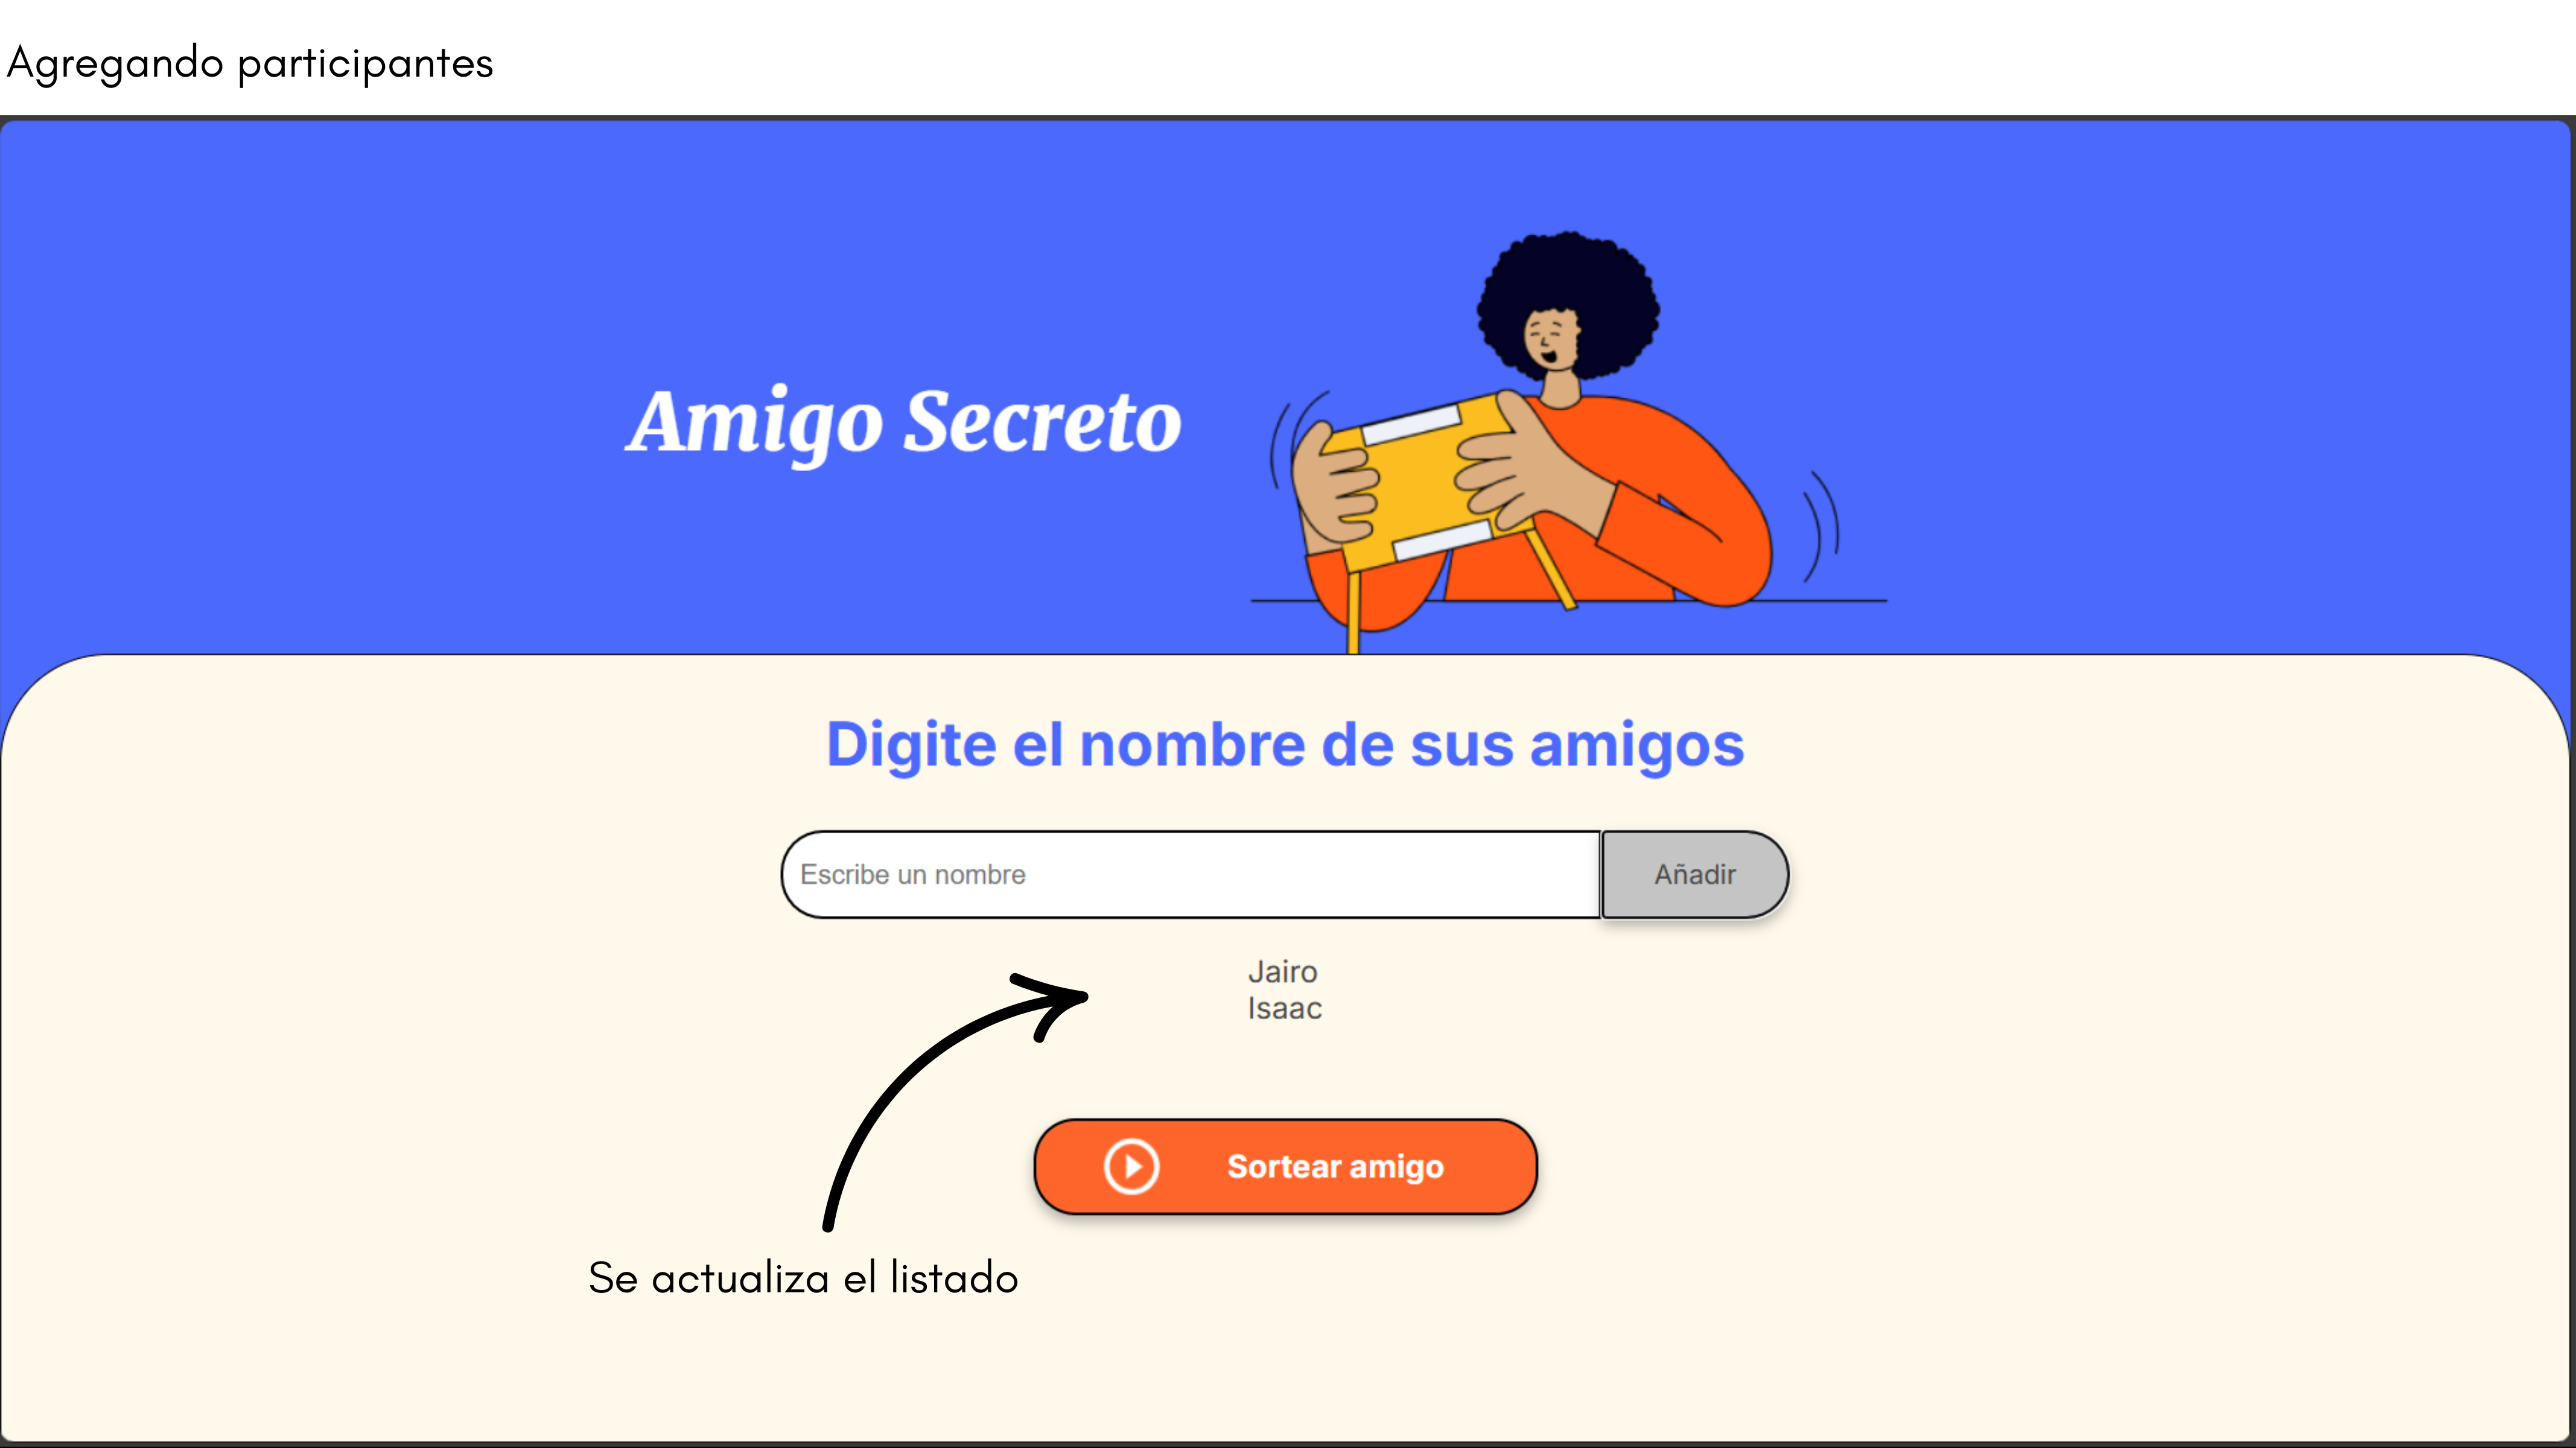 Agregando participantes
Amigo Secreto
Digite el nombre de sus amigos
Escribe un nombre
Añadir
Jairo
Isaac
Sortear amigo
Se actualiza el listado